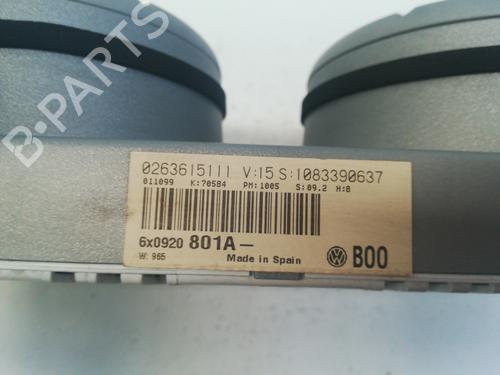 B-PARTS
0263615111 V:15 S:1083390637
011099 K:70584 PM:1005 S:09.2 H:8
6x0920 801A-
W: 965 Made in Spain B00